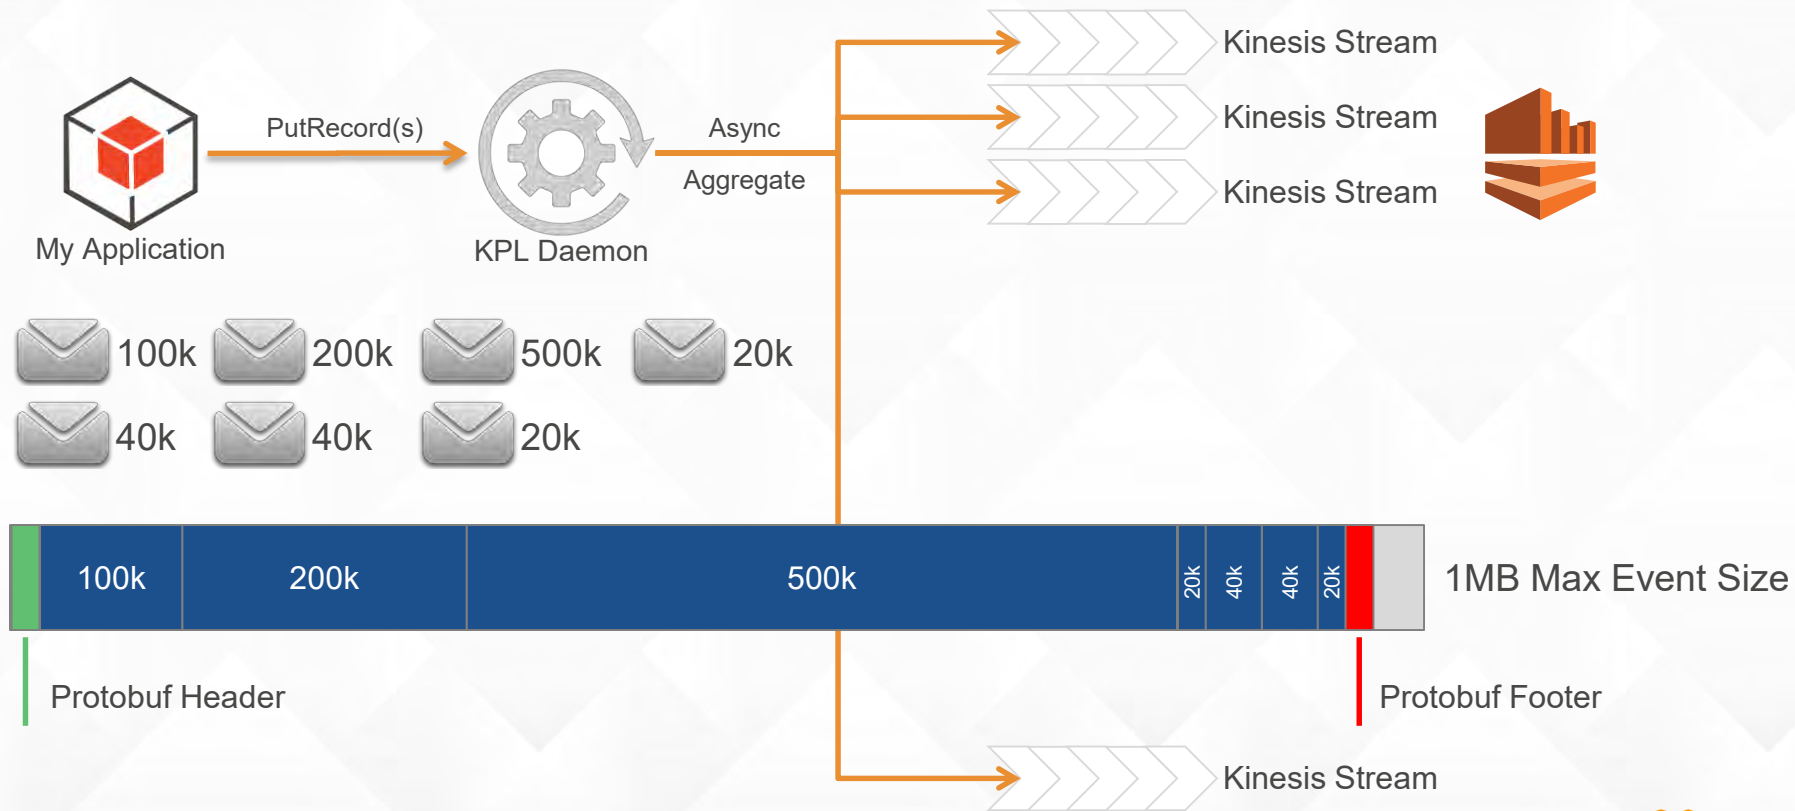 Kinesis Stream
PutRecord(s)
Async
Kinesis Stream
Aggregate
Kinesis Stream
My Application
KPL Daemon
100k
200k
500k
20k
40k
40k
20k
100k
200k
500k
20k
40k
40k
20k
1MB Max Event Size
Protobuf Header
Protobuf Footer
Kinesis Stream